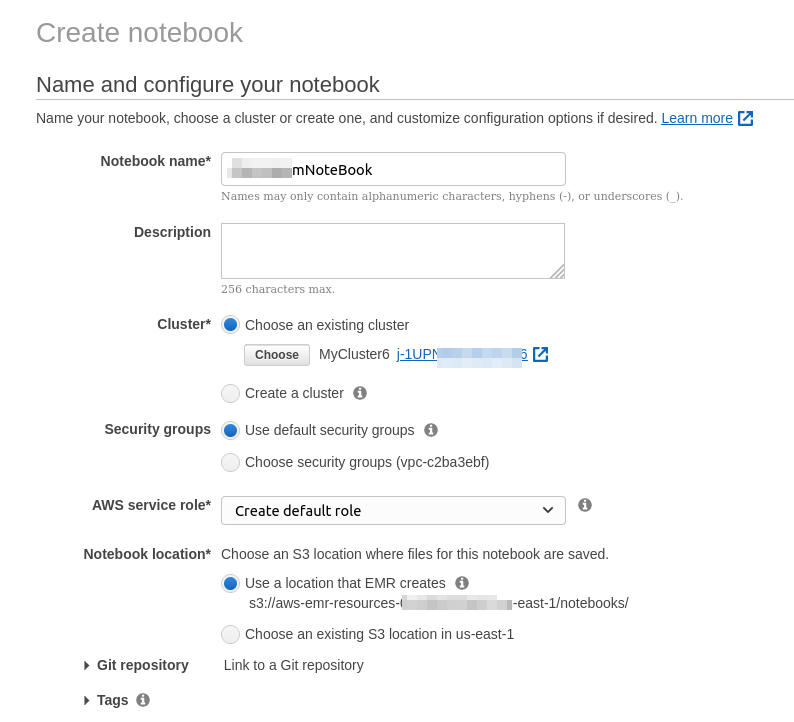 Create notebook
Name and configure your notebook
Name your notebook, choose a cluster or create one, and customize configuration options if desired. Learn more
Notebook name* mNoteBook
Names may only contain alphanumeric characters, hyphens (-), or underscores (_).
Description
256 characters max.
Cluster* Choose an existing cluster
Choose MyCluster6 j-1UPN 6
Create a cluster
Security groups Use default security groups
Choose security groups (vpc-c2ba3ebf)
AWS service role* Create default role
Notebook location* Choose an S3 location where files for this notebook are saved.
Use a location that EMR creates
s3://aws-emr-resources- -east-1/notebooks/
Choose an existing S3 location in us-east-1
Git repository Link to a Git repository
Tags